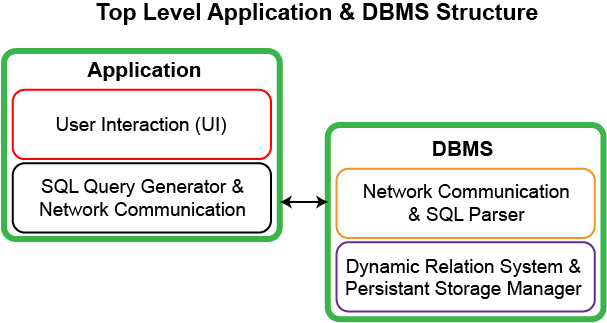 Top Level Application & DBMS Structure
Application
User Interaction (UI)
SQL Query Generator &
Network Communication
DBMS
Network Communication
& SQL Parser
Dynamic Relation System &
Persistant Storage Manager